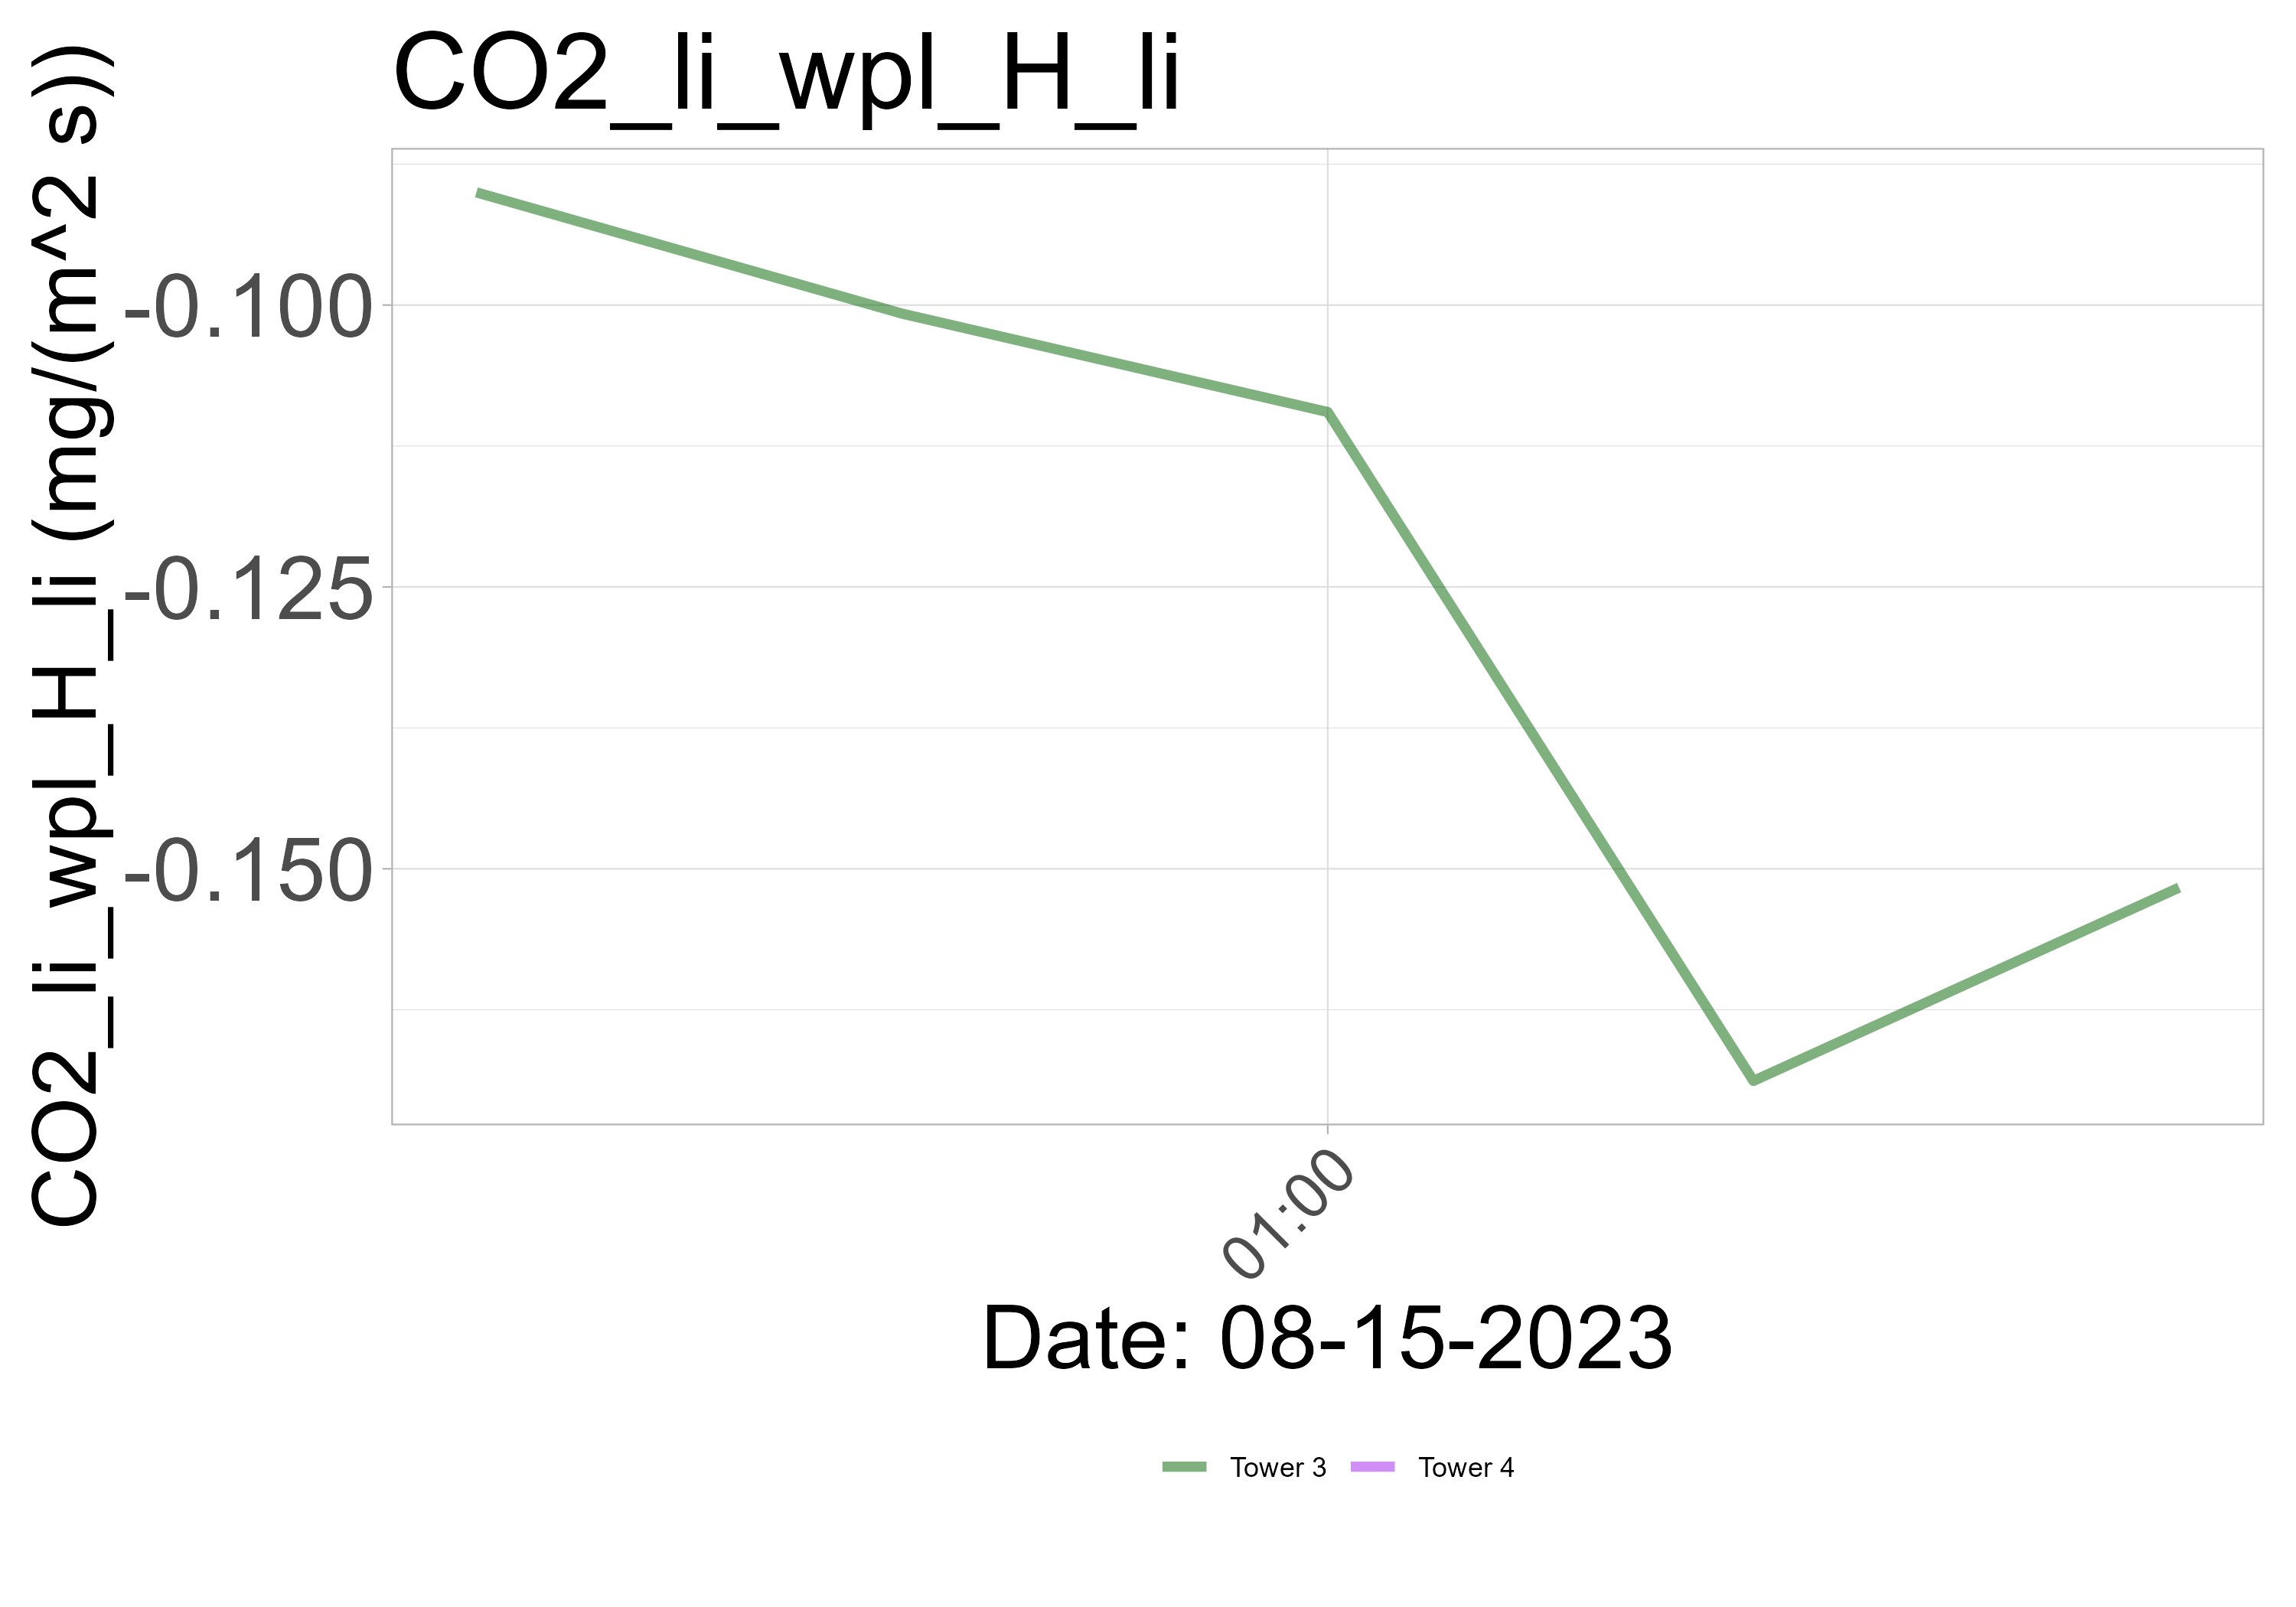 CO2_li_wpl_H_li
CO2_li_wpl_H_li (mg/(m^2 s))
-0.100
-0.125
-0.150
01:00
Date: 08-15-2023
Tower 3 Tower 4